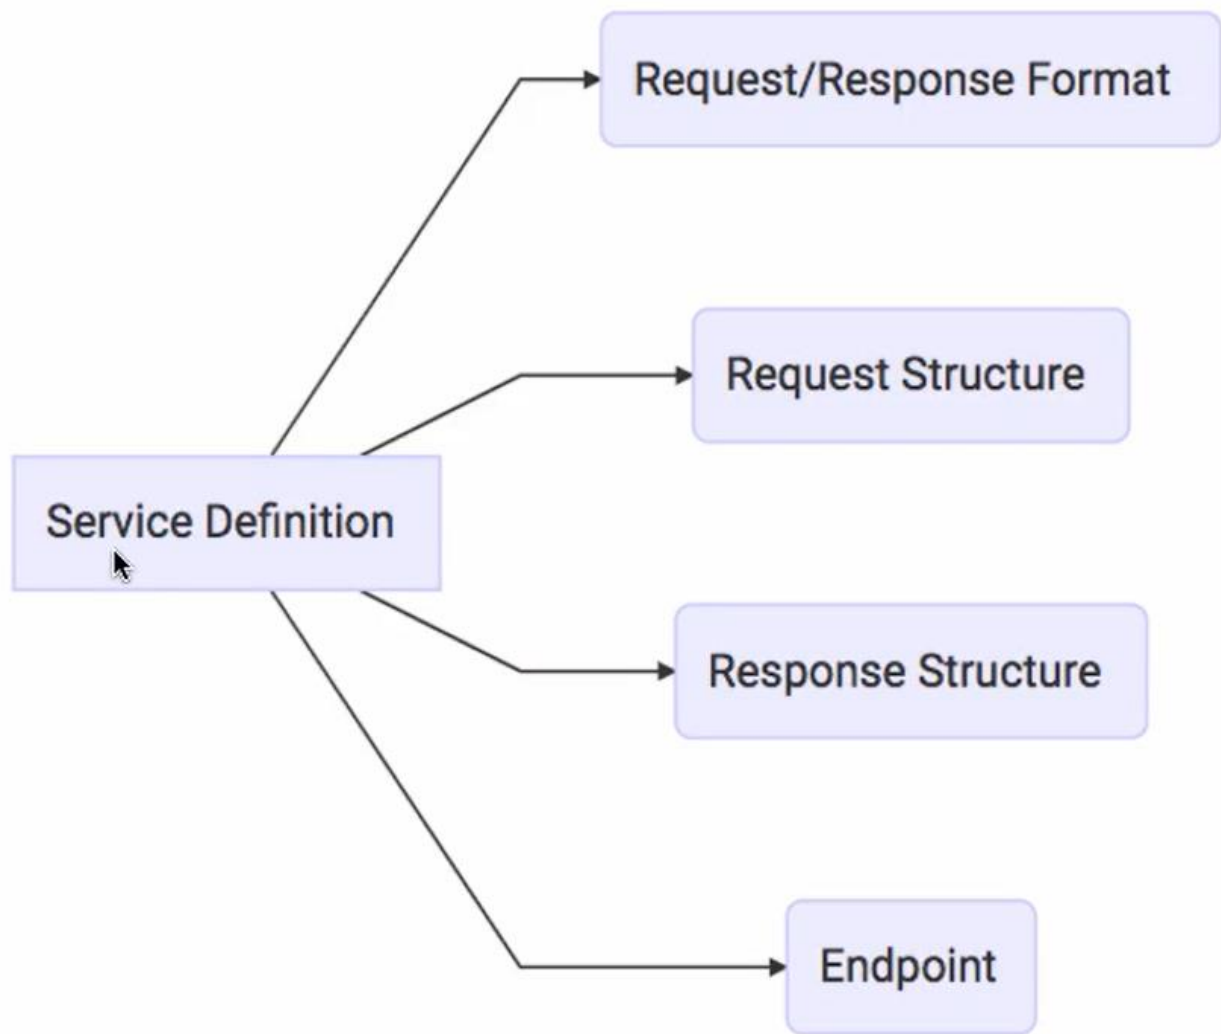 Request/Response Format
Request Structure
Service Definition
Response Structure
Endpoint